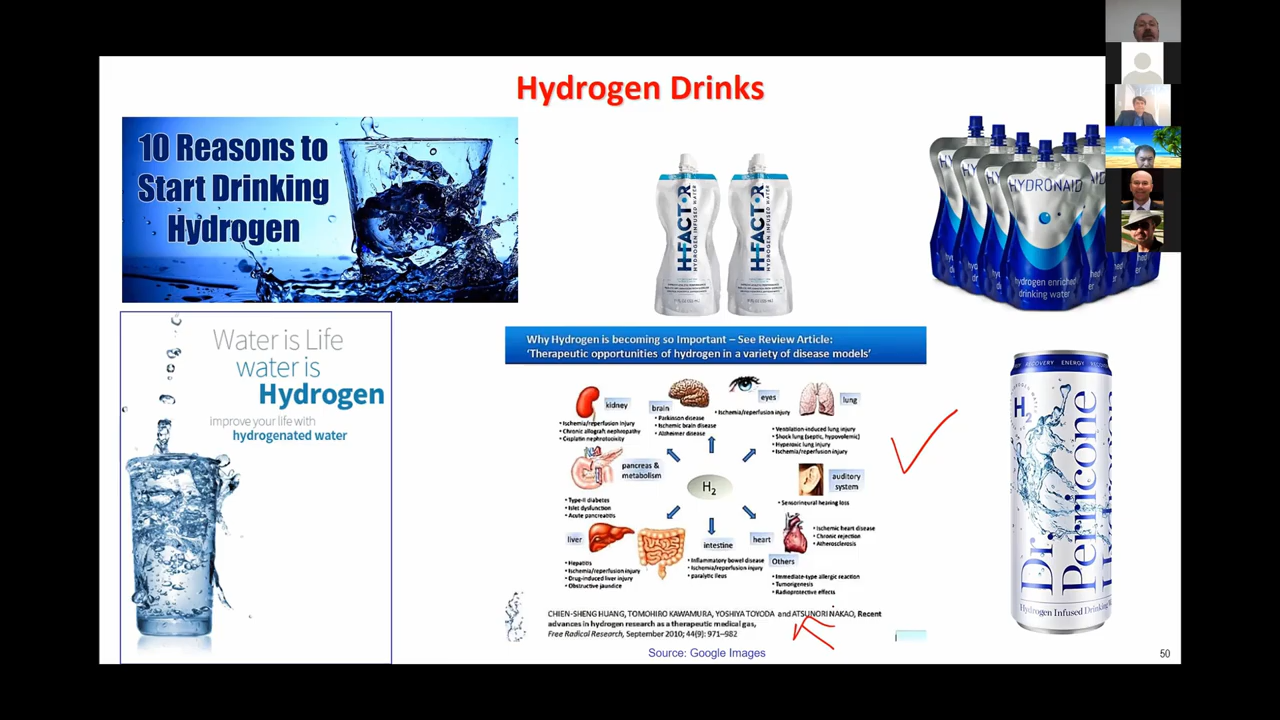 Hydrogen Drinks
10 Reasons to
Start Drinking
Hydrogen
H-FACTOR
HYDROGEN INFUSED WATER
H-FACTOR
HYDROGEN INFUSED WATER
HYDRONAID
hydrogen enriched
drinking water
Water is Life
water is
Hydrogen
improve your life with
hydrogenated water
Why Hydrogen is becoming so Important – See Review Article:
‘Therapeutic opportunities of hydrogen in a variety of disease models’
kidney
• Ischemia/reperfusion injury
• Chronic allograft nephropathy
• Cisplatin nephrotoxicity
brain
• Parkinson disease
• Ischemic brain disease
• Alzheimer disease
eyes
• Ischemia/reperfusion injury
lung
• Ventilation-induced lung injury
• Shock lung (septic, hypovolemic)
• Hyperoxic lung injury
• Ischemia/reperfusion injury
pancreas &
metabolism
• Type-II diabetes
• Islet dysfunction
• Acute pancreatitis
H2
auditory
system
• Sensorineural hearing loss
liver
• Hepatitis
• Ischemia/reperfusion injury
• Drug-induced liver injury
• Obstructive jaundice
intestine
• Inflammatory bowel disease
• Ischemia/reperfusion injury
• paralytic ileus
heart
• Ischemic heart disease
• Chronic rejection
• Atherosclerosis
Others
• Immediate-type allergic reaction
• Tumorigenesis
• Radioprotective effects
CHIEN-SHENG HUANG, TOMOHIRO KAWAMURA, YOSHIYA TOYODA and ATSUNORI NAKAO, Recent
advances in hydrogen research as a therapeutic medical gas,
Free Radical Research, September 2010; 44(9): 971–982
RECOVERY ENERGY
H
Dr.
Perricone
Hydrogen Infused
Source: Google Images
50